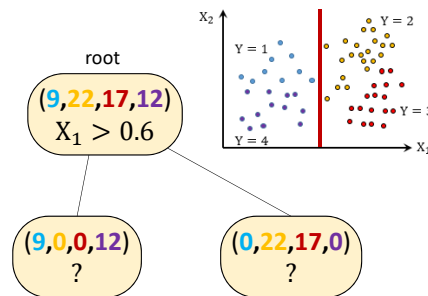 root
(9,22,17,12)
X₁ > 0.6
X₂
Y = 1
Y = 2
Y = 3
Y = 4
X₁
(9,0,0,12)
?
(0,22,17,0)
?